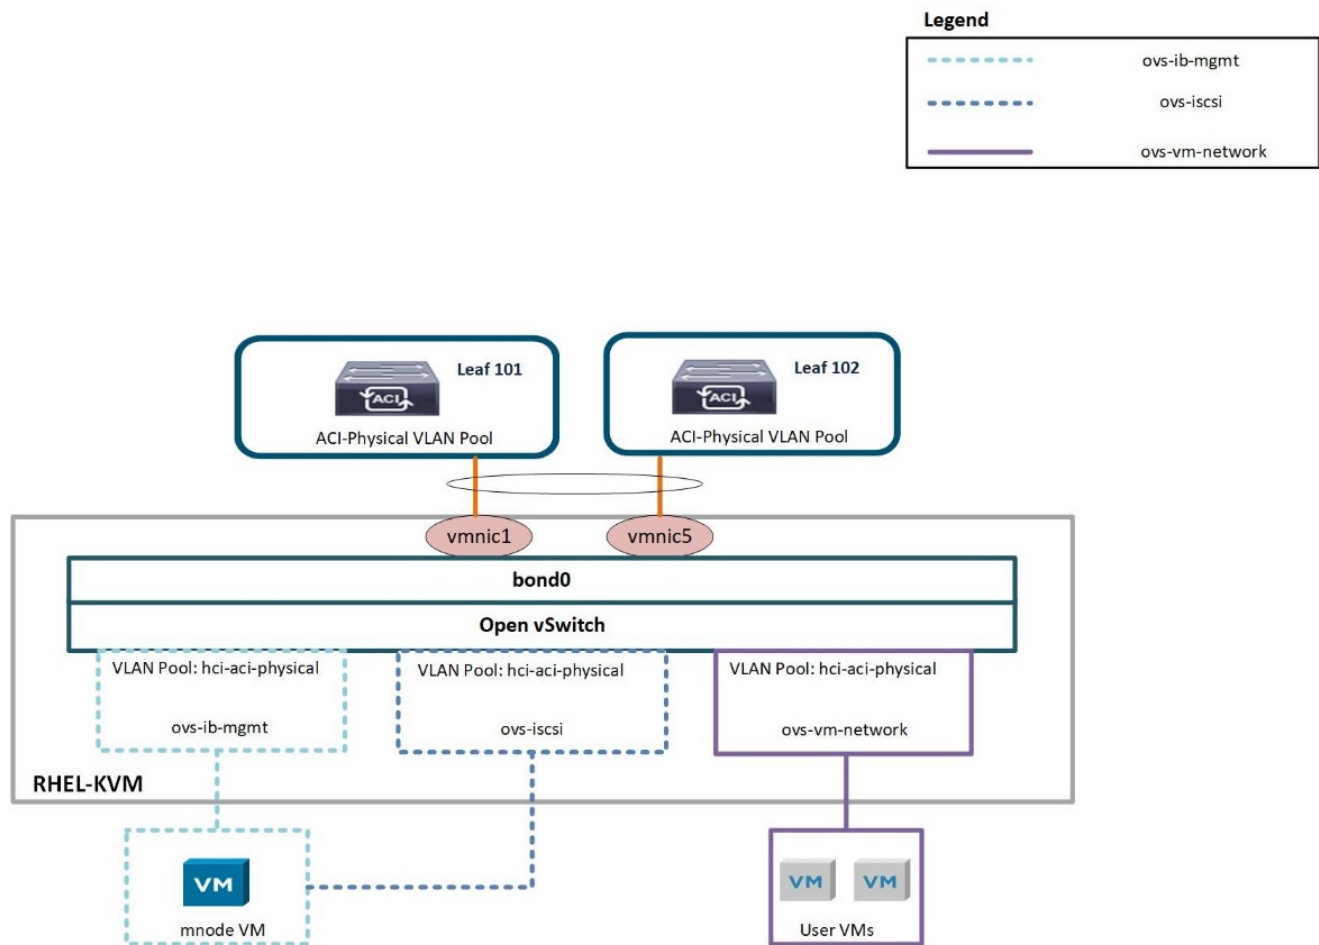 Legend
ovs-ib-mgmt
ovs-iscsi
ovs-vm-network
Leaf 101
ACI
ACI-Physical VLAN Pool
Leaf 102
ACI
ACI-Physical VLAN Pool
vmnic1
vmnic5
bond0
Open vSwitch
VLAN Pool: hci-aci-physical
ovs-ib-mgmt
VLAN Pool: hci-aci-physical
ovs-iscsi
VLAN Pool: hci-aci-physical
ovs-vm-network
RHEL-KVM
VM
mnode VM
VM
VM
User VMs